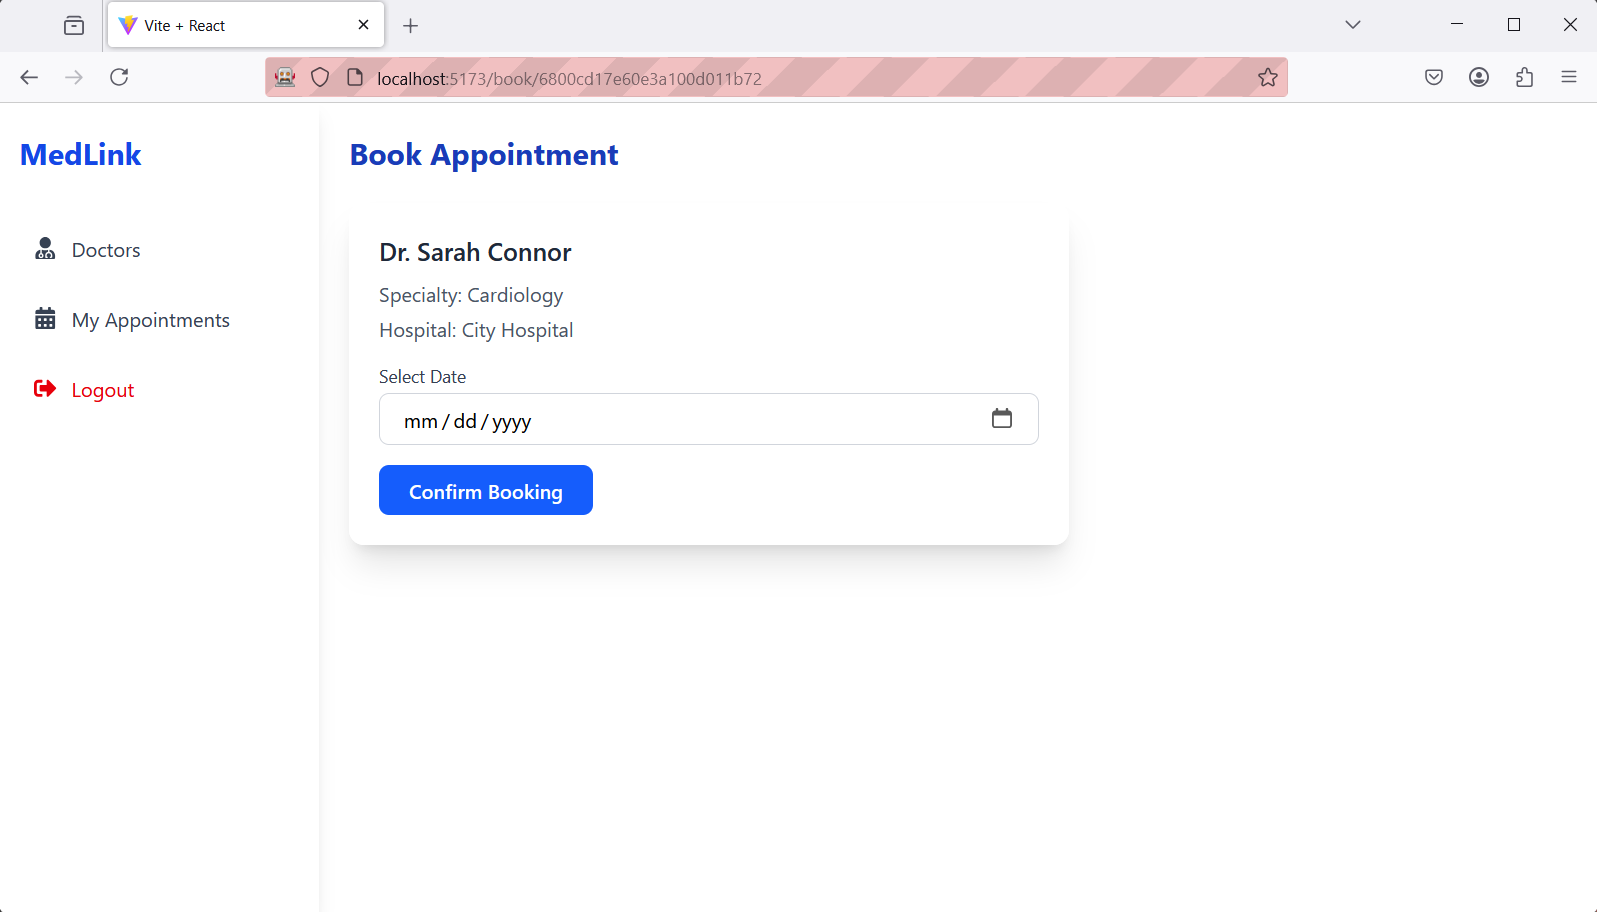 Vite + React
localhost:5173/book/6800cd17e60e3a100d011b72
MedLink
Doctors
My Appointments
Logout
Book Appointment
Dr. Sarah Connor
Specialty: Cardiology
Hospital: City Hospital
Select Date
mm / dd / yyyy
Confirm Booking